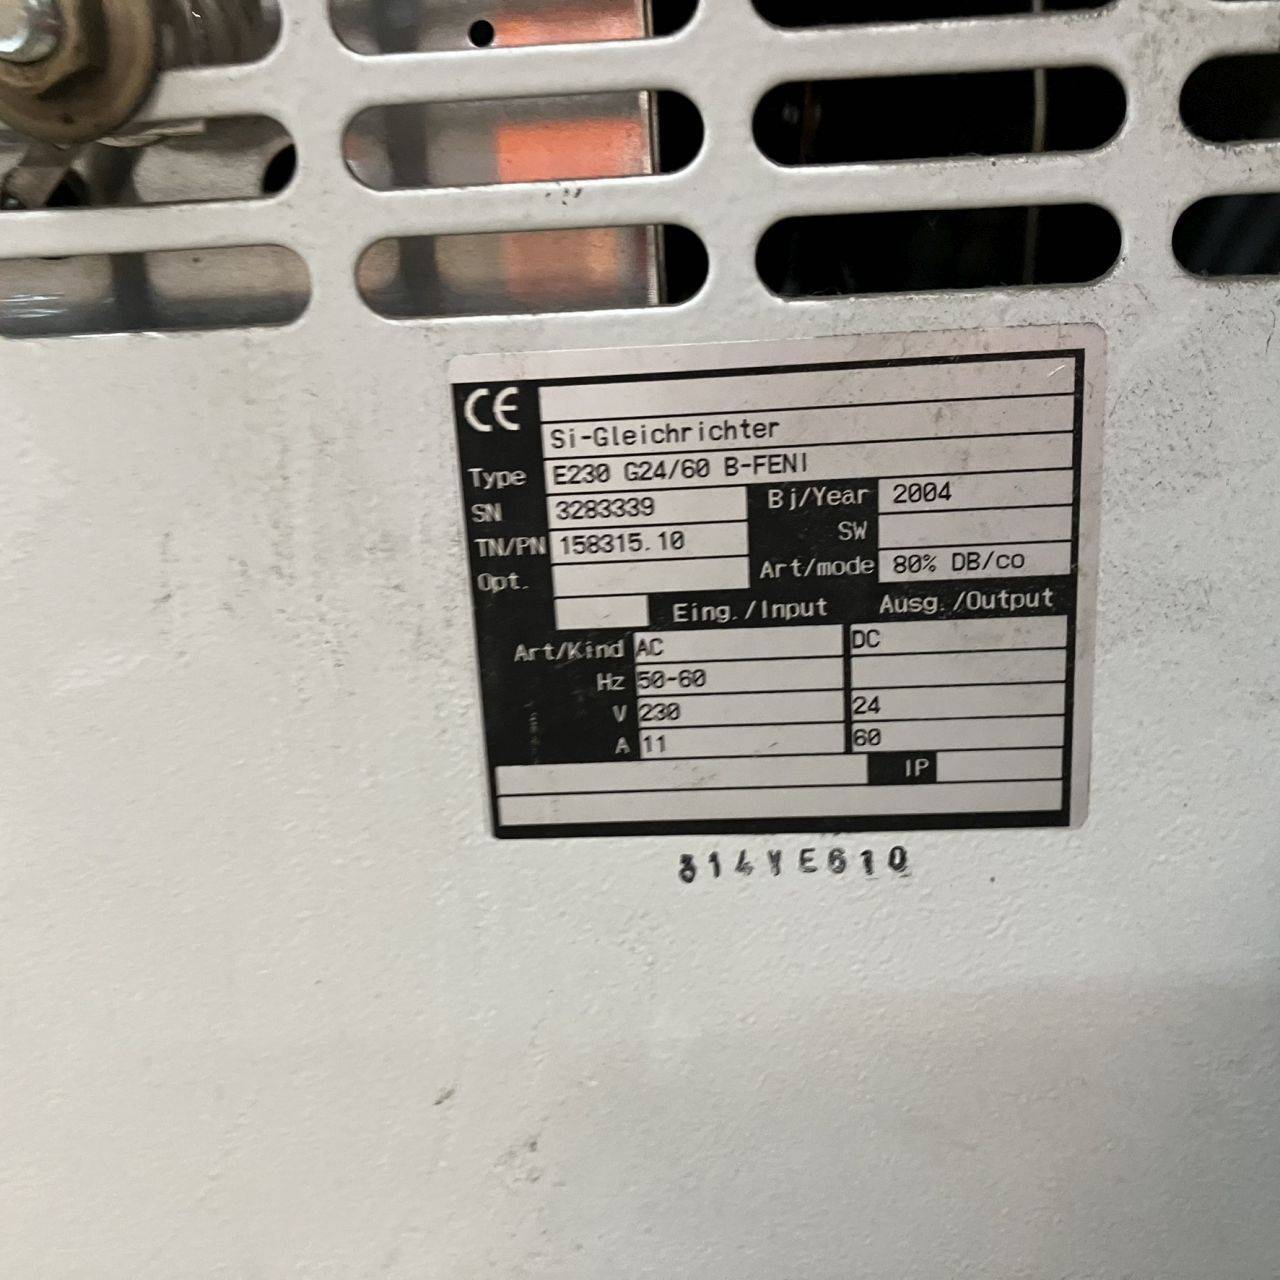 CE
Si-Gleichrichter
Type E230 G24/60 B-FENI
SN 3283339 Bj/Year 2004
TN/PN 158315.10 SW
Opt. Art/mode 80% DB/co
Eing./Input Ausg./Output
Art/Kind AC DC
Hz 50-60
V 230 24
A 11 60
IP
314YE610